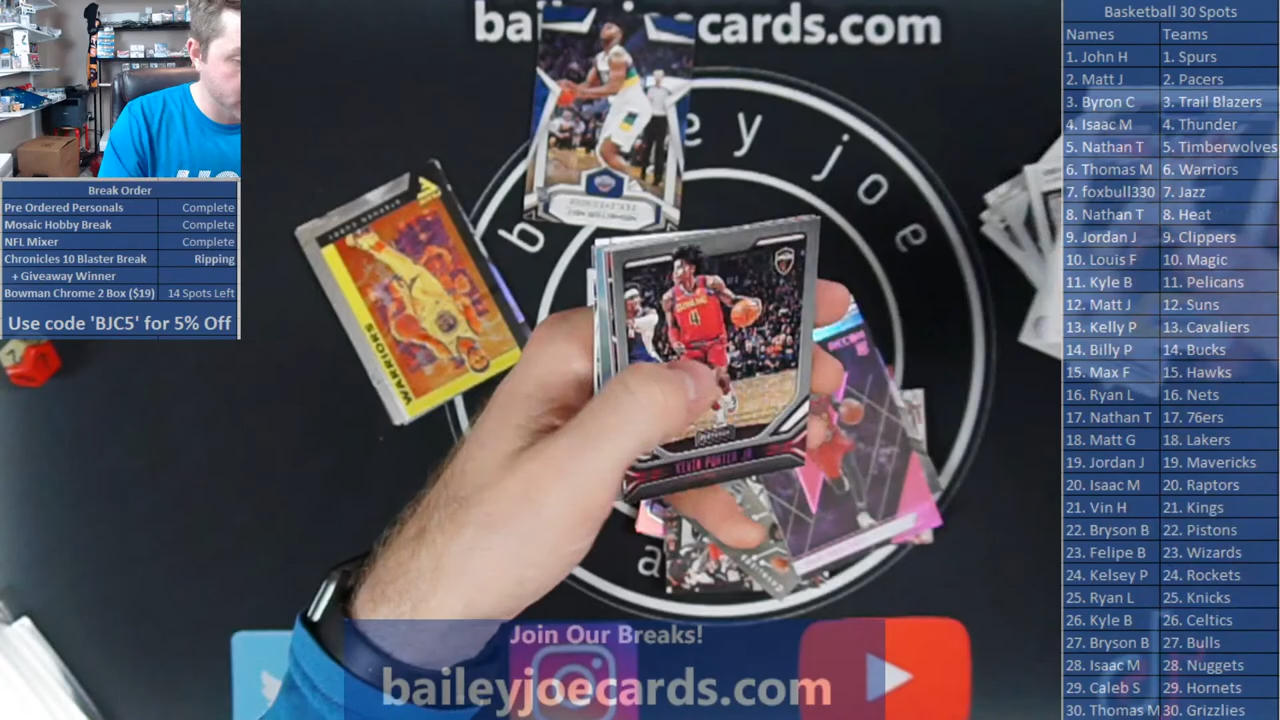 baileyjoecards.com
bailey joe
Break Order
Pre Ordered Personals Complete
Mosaic Hobby Break Complete
NFL Mixer Complete
Chronicles 10 Blaster Break Ripping
+ Giveaway Winner
Bowman Chrome 2 Box ($19) 14 Spots Left
Use code 'BJC5' for 5% Off
WARRIORS
CLEVELAND
4
KEVIN PORTER JR
Join Our Breaks!
baileyjoecards.com
Basketball 30 Spots
Names Teams
1. John H 1. Spurs
2. Matt J 2. Pacers
3. Byron C 3. Trail Blazers
4. Isaac M 4. Thunder
5. Nathan T 5. Timberwolves
6. Thomas M 6. Warriors
7. foxbull330 7. Jazz
8. Nathan T 8. Heat
9. Jordan J 9. Clippers
10. Louis F 10. Magic
11. Kyle B 11. Pelicans
12. Matt J 12. Suns
13. Kelly P 13. Cavaliers
14. Billy P 14. Bucks
15. Max F 15. Hawks
16. Ryan L 16. Nets
17. Nathan T 17. 76ers
18. Matt G 18. Lakers
19. Jordan J 19. Mavericks
20. Isaac M 20. Raptors
21. Vin H 21. Kings
22. Bryson B 22. Pistons
23. Felipe B 23. Wizards
24. Kelsey P 24. Rockets
25. Ryan L 25. Knicks
26. Kyle B 26. Celtics
27. Bryson B 27. Bulls
28. Isaac M 28. Nuggets
29. Caleb S 29. Hornets
30. Thomas M 30. Grizzlies